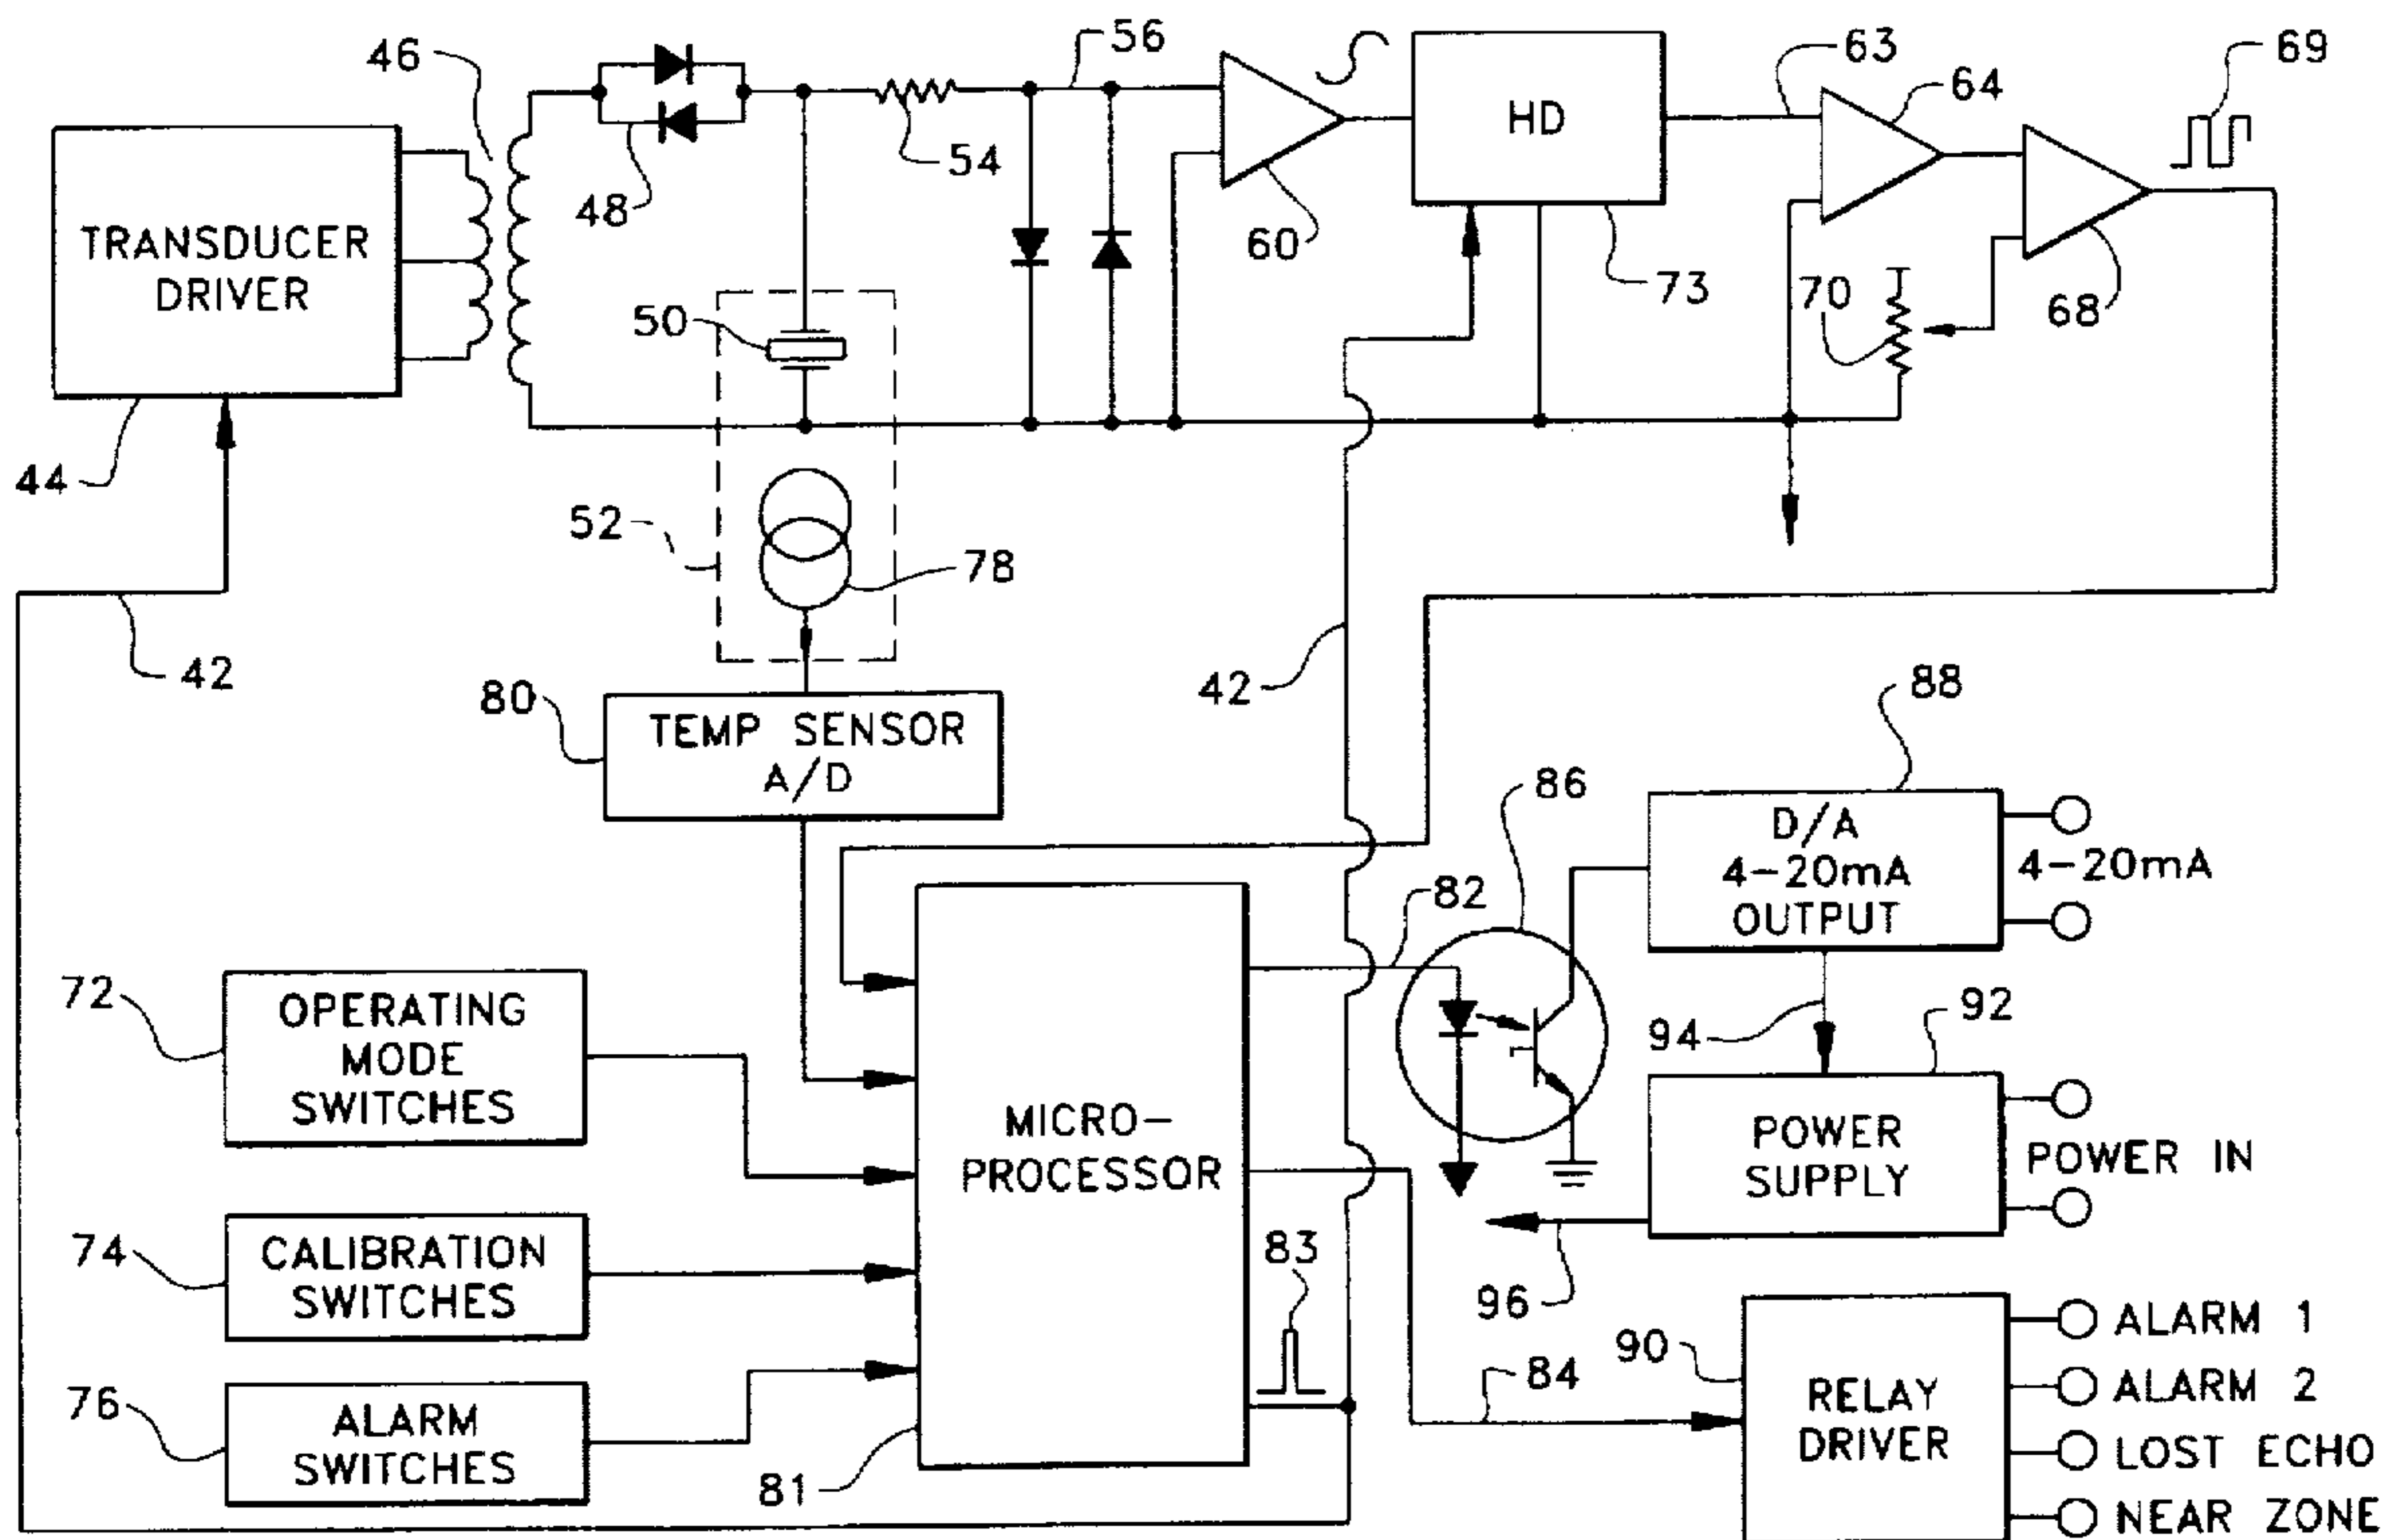 46
56
63
64
69
TRANSDUCER
DRIVER
48
54
60
HD
73
70
68
50
44
52
78
42
42
80
TEMP SENSOR
A/D
88
86
D/A
4-20mA
OUTPUT
4-20mA
82
72
OPERATING
MODE
SWITCHES
94
92
MICRO-
PROCESSOR
POWER
SUPPLY
POWER IN
74
CALIBRATION
SWITCHES
83
96
76
ALARM
SWITCHES
81
84
90
RELAY
DRIVER
ALARM 1
ALARM 2
LOST ECHO
NEAR ZONE